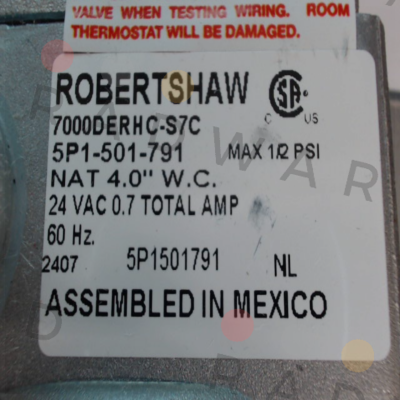 VALVE WHEN TESTING WIRING. ROOM
THERMOSTAT WILL BE DAMAGED.
ROBERTSHAW
7000DERHC-S7C
C US
5P1-501-791 MAX 1/2 PSI
NAT 4.0" W.C.
24 VAC 0.7 TOTAL AMP
60 Hz.
2407 5P1501791 NL
ASSEMBLED IN MEXICO